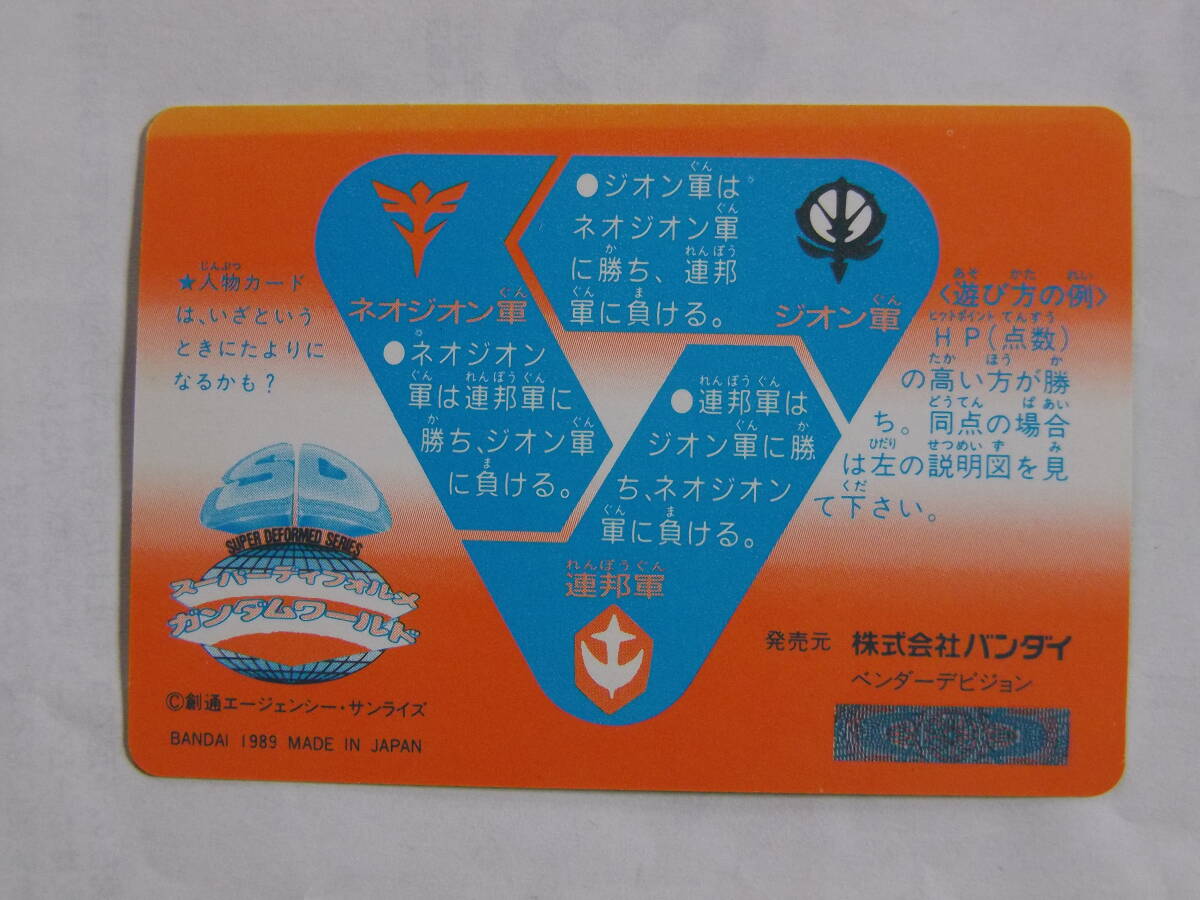 ●ジオン軍は
ネオジオン軍
に勝ち、連邦
軍に負ける。
ネオジオン軍
ジオン軍
●ネオジオン
軍は連邦軍に
勝ち、ジオン軍
に負ける。
●連邦軍は
ジオン軍に勝
ち、ネオジオン
軍に負ける。
連邦軍
★人物カード
は、いざという
ときにたよりに
なるかも?
〈遊び方の例〉
HP(点数)
の高い方が勝
ち。同点の場合
は左の説明図を見
て下さい。
SD
SUPER DEFORMED SERIES
スーパーディフォルメ
ガンダムワールド
©創通エージェンシー・サンライズ
BANDAI 1989 MADE IN JAPAN
発売元 株式会社バンダイ
ベンダーデビジョン